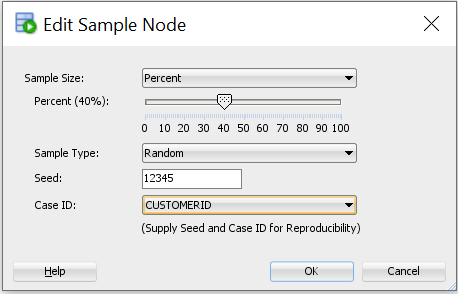 Edit Sample Node
Sample Size: Percent
Percent (40%):
0 10 20 30 40 50 60 70 80 90 100
Sample Type: Random
Seed: 12345
Case ID: CUSTOMERID
(Supply Seed and Case ID for Reproducibility)
Help OK Cancel